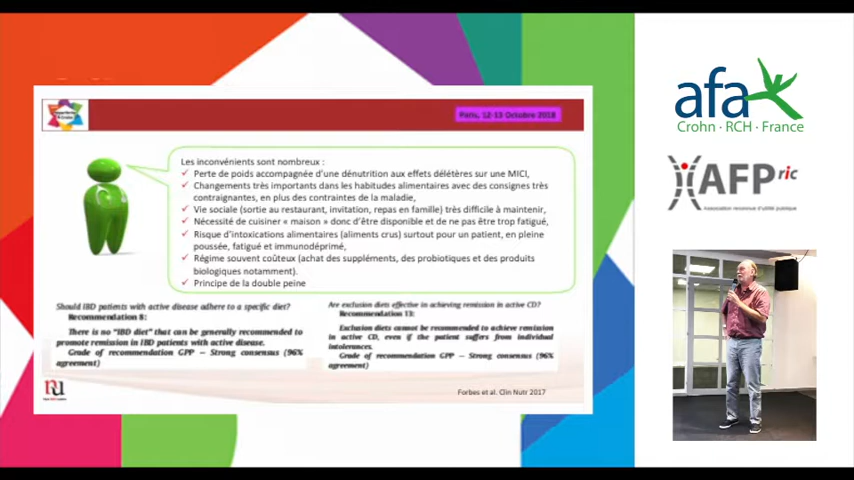 Paris, 12-13 Octobre 2018
Les inconvénients sont nombreux :
Perte de poids accompagnée d'une dénutrition aux effets délétères sur une MICI,
Changements très importants dans les habitudes alimentaires avec des consignes très
contraignantes, en plus des contraintes de la maladie,
Vie sociale (sortie au restaurant, invitation, repas en famille) très difficile à maintenir,
Nécessité de cuisiner « maison » donc d'être disponible et de ne pas être trop fatigué,
Risque d'intoxications alimentaires (aliments crus) surtout pour un patient, en pleine
poussée, fatigué et immunodéprimé,
Régime souvent coûteux (achat des suppléments, des probiotiques et des produits
biologiques notamment).
Principe de la double peine
Should IBD patients with active disease adhere to a specific diet?
Recommendation 8:
There is no "IBD diet" that can be generally recommended to
promote remission in IBD patients with active disease.
Grade of recommendation GPP – Strong consensus (96%
agreement)
Are exclusion diets effective in achieving remission in active CD?
Recommendation 13:
Exclusion diets cannot be recommended to achieve remission
in active CD, even if the patient suffers from individual
intolerances.
Grade of recommendation GPP – Strong consensus (96%
agreement)
Forbes et al. Clin Nutr 2017
afa
Crohn · RCH · France
AFPric
Association reconnue d'utilité publique